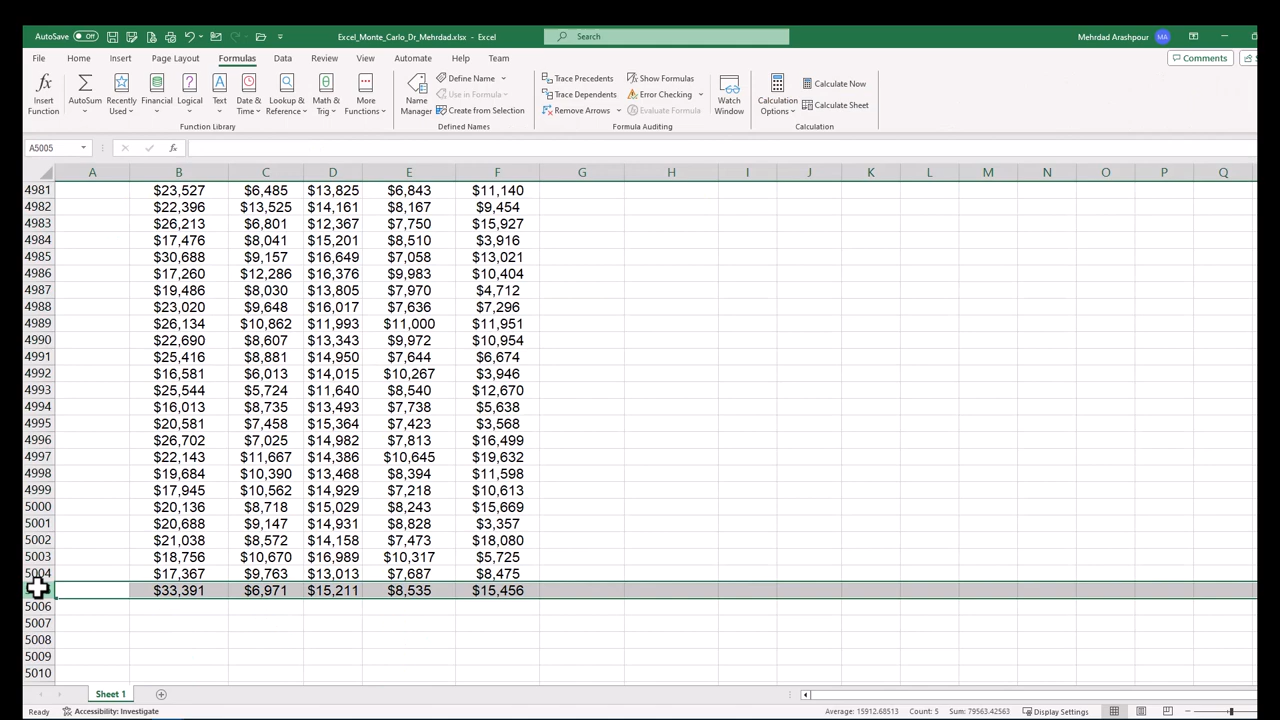 AutoSave Off Excel_Monte_Carlo_Dr_Mehrdad.xlsx - Excel Search Mehrdad Arashpour MA
File Home Insert Page Layout Formulas Data Review View Automate Help Team Comments
Insert Function
AutoSum
Recently Used
Financial
Logical
Text
Date & Time
Lookup & Reference
Math & Trig
More Functions
Function Library
Name Manager
Define Name
Use in Formula
Create from Selection
Defined Names
Trace Precedents
Trace Dependents
Remove Arrows
Show Formulas
Error Checking
Evaluate Formula
Watch Window
Formula Auditing
Calculation Options
Calculate Now
Calculate Sheet
Calculation
A5005 fx
A B C D E F G H I J K L M N O P Q
4981 $23,527 $6,485 $13,825 $6,843 $11,140
4982 $22,396 $13,525 $14,161 $8,167 $9,454
4983 $26,213 $6,801 $12,367 $7,750 $15,927
4984 $17,476 $8,041 $15,201 $8,510 $3,916
4985 $30,688 $9,157 $16,649 $7,058 $13,021
4986 $17,260 $12,286 $16,376 $9,983 $10,404
4987 $19,486 $8,030 $13,805 $7,970 $4,712
4988 $23,020 $9,648 $16,017 $7,636 $7,296
4989 $26,134 $10,862 $11,993 $11,000 $11,951
4990 $22,690 $8,607 $13,343 $9,972 $10,954
4991 $25,416 $8,881 $14,950 $7,644 $6,674
4992 $16,581 $6,013 $14,015 $10,267 $3,946
4993 $25,544 $5,724 $11,640 $8,540 $12,670
4994 $16,013 $8,735 $13,493 $7,738 $5,638
4995 $20,581 $7,458 $15,364 $7,423 $3,568
4996 $26,702 $7,025 $14,982 $7,813 $16,499
4997 $22,143 $11,667 $14,386 $10,645 $19,632
4998 $19,684 $10,390 $13,468 $8,394 $11,598
4999 $17,945 $10,562 $14,929 $7,218 $10,613
5000 $20,136 $8,718 $15,029 $8,243 $15,669
5001 $20,688 $9,147 $14,931 $8,828 $3,357
5002 $21,038 $8,572 $14,158 $7,473 $18,080
5003 $18,756 $10,670 $16,989 $10,317 $5,725
5004 $17,367 $9,763 $13,013 $7,687 $8,475
$33,391 $6,971 $15,211 $8,535 $15,456
5006
5007
5008
5009
5010
Sheet 1
Ready Accessibility: Investigate Average: 15912.68513 Count: 5 Sum: 79563.42563 Display Settings